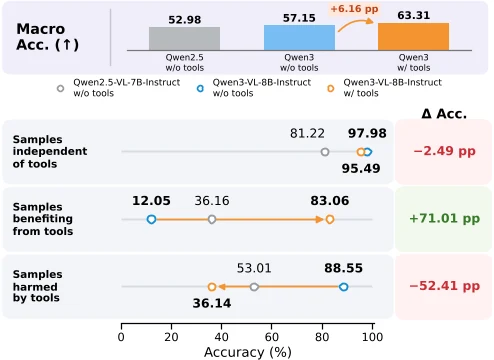 Macro
Acc. (↑)
52.98
57.15
+6.16 pp
63.31
Qwen2.5
w/o tools
Qwen3
w/o tools
Qwen3
w/ tools
Qwen2.5-VL-7B-Instruct
w/o tools
Qwen3-VL-8B-Instruct
w/o tools
Qwen3-VL-8B-Instruct
w/ tools
Δ Acc.
Samples
independent
of tools
81.22
97.98
95.49
−2.49 pp
Samples
benefiting
from tools
12.05
36.16
83.06
+71.01 pp
Samples
harmed
by tools
53.01
88.55
36.14
−52.41 pp
0
20
40
60
80
100
Accuracy (%)